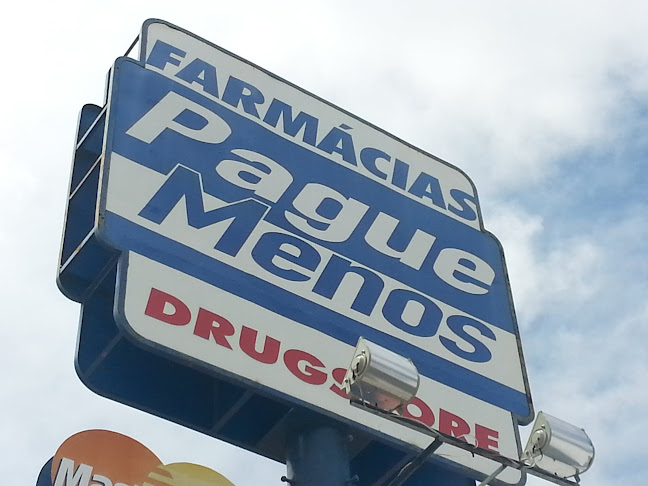 FARMÁCIAS
Pague
Menos
DRUGSTORE